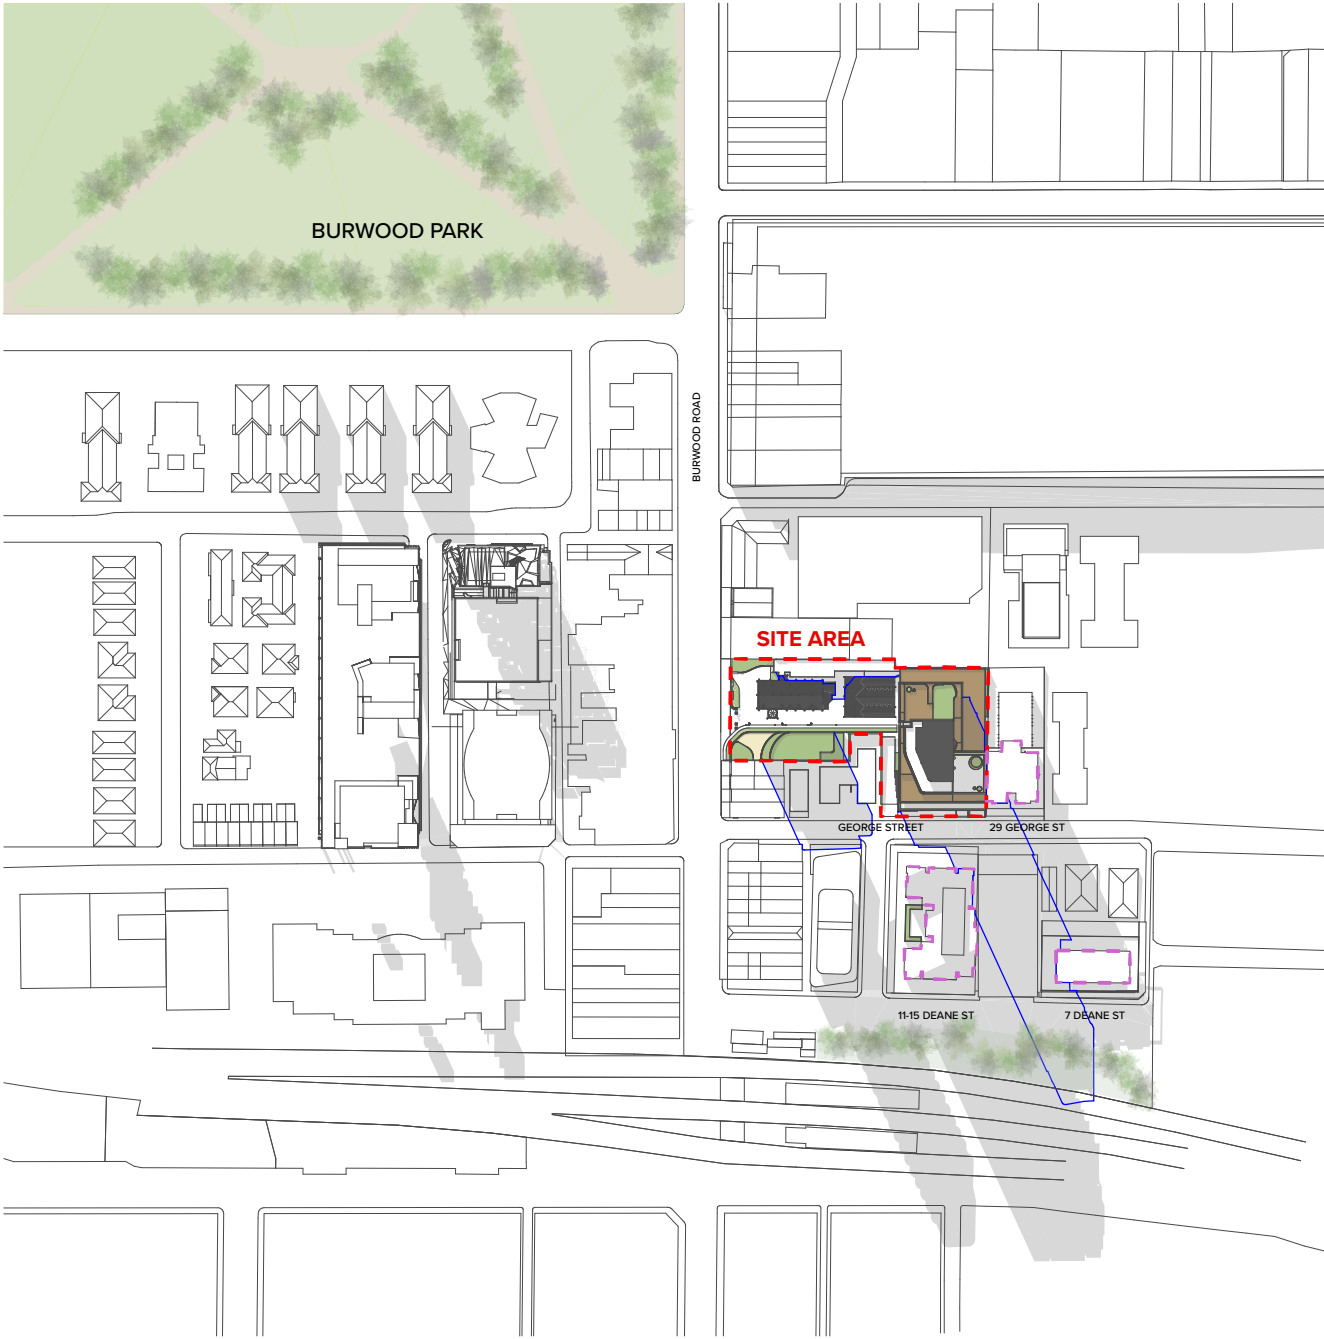 BURWOOD PARK
BURWOOD ROAD
SITE AREA
GEORGE STREET
29 GEORGE ST
11-15 DEANE ST
7 DEANE ST